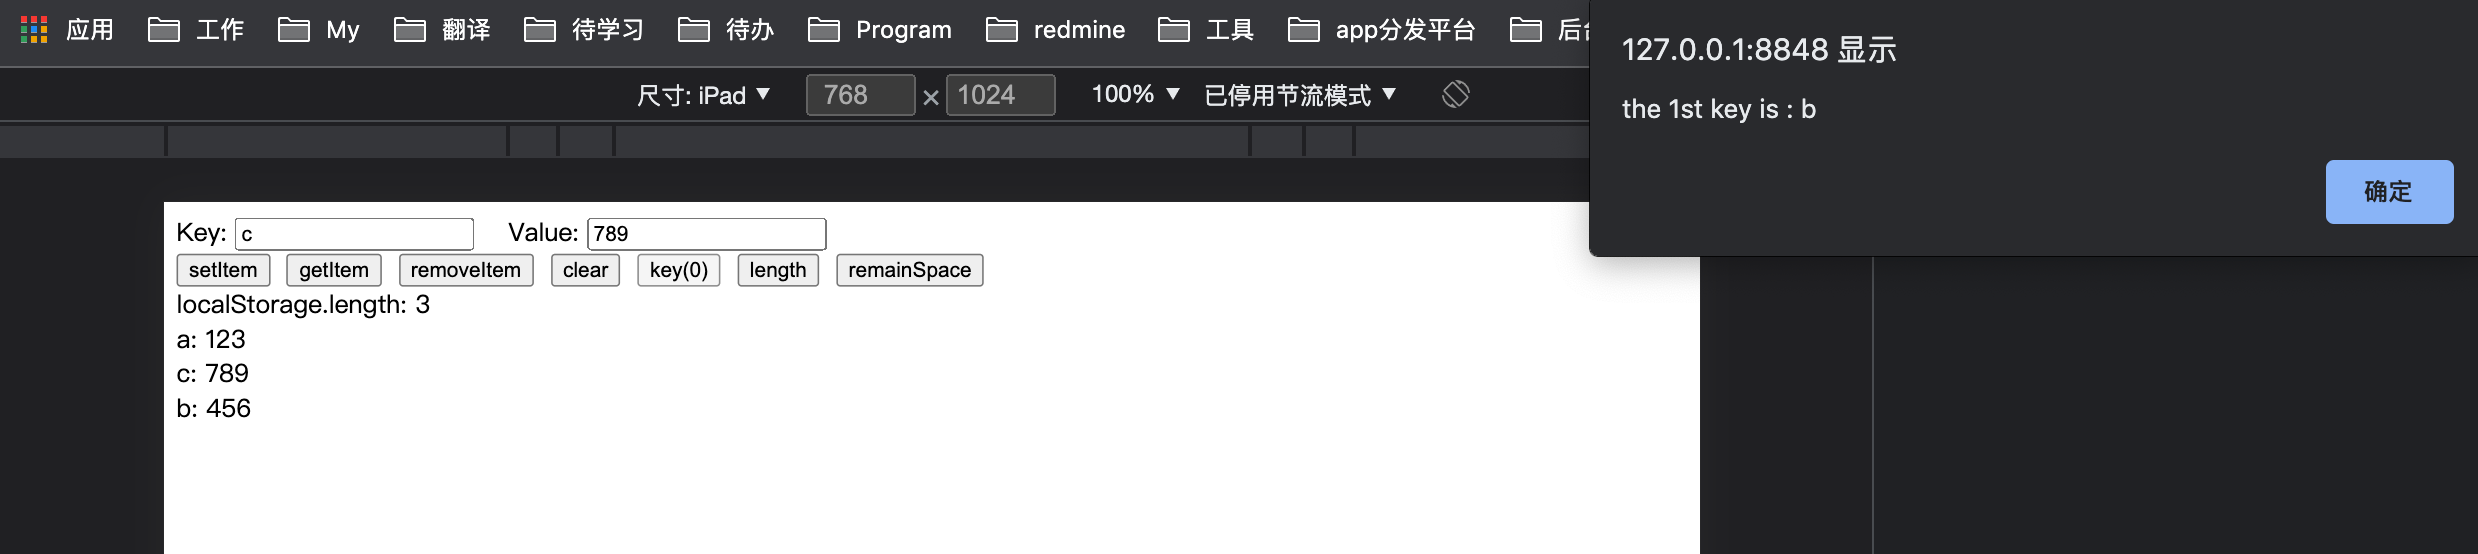 应用 工作 My 翻译 待学习 待办 Program redmine 工具 app分发平台
尺寸: iPad ▼ 768 × 1024 100% ▼ 已停用节流模式 ▼
127.0.0.1:8848 显示
the 1st key is : b
确定
Key: c Value: 789
setItem getItem removeItem clear key(0) length remainSpace
localStorage.length: 3
a: 123
c: 789
b: 456